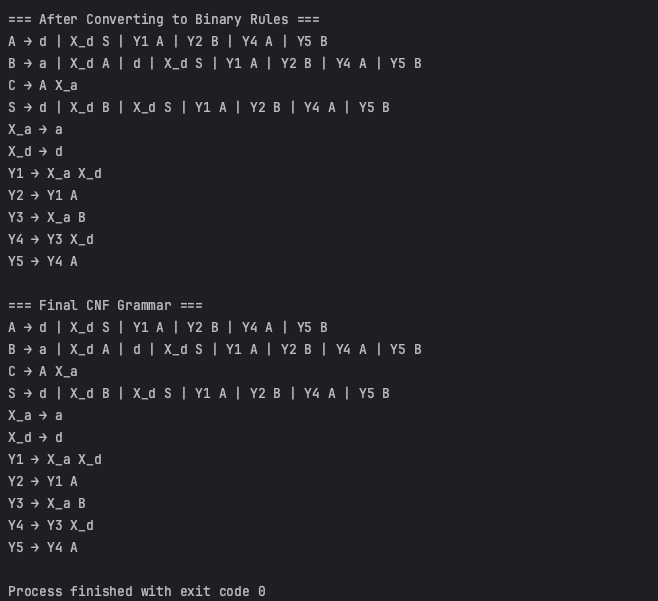 === After Converting to Binary Rules ===
A → d | X_d S | Y1 A | Y2 B | Y4 A | Y5 B
B → a | X_d A | d | X_d S | Y1 A | Y2 B | Y4 A | Y5 B
C → A X_a
S → d | X_d B | X_d S | Y1 A | Y2 B | Y4 A | Y5 B
X_a → a
X_d → d
Y1 → X_a X_d
Y2 → Y1 A
Y3 → X_a B
Y4 → Y3 X_d
Y5 → Y4 A

=== Final CNF Grammar ===
A → d | X_d S | Y1 A | Y2 B | Y4 A | Y5 B
B → a | X_d A | d | X_d S | Y1 A | Y2 B | Y4 A | Y5 B
C → A X_a
S → d | X_d B | X_d S | Y1 A | Y2 B | Y4 A | Y5 B
X_a → a
X_d → d
Y1 → X_a X_d
Y2 → Y1 A
Y3 → X_a B
Y4 → Y3 X_d
Y5 → Y4 A

Process finished with exit code 0